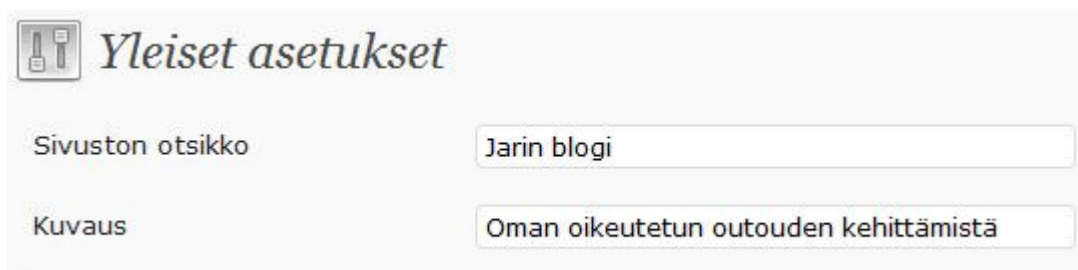 Yleiset asetukset
Sivuston otsikko Jarin blogi
Kuvaus Oman oikeutetun outouden kehittämistä